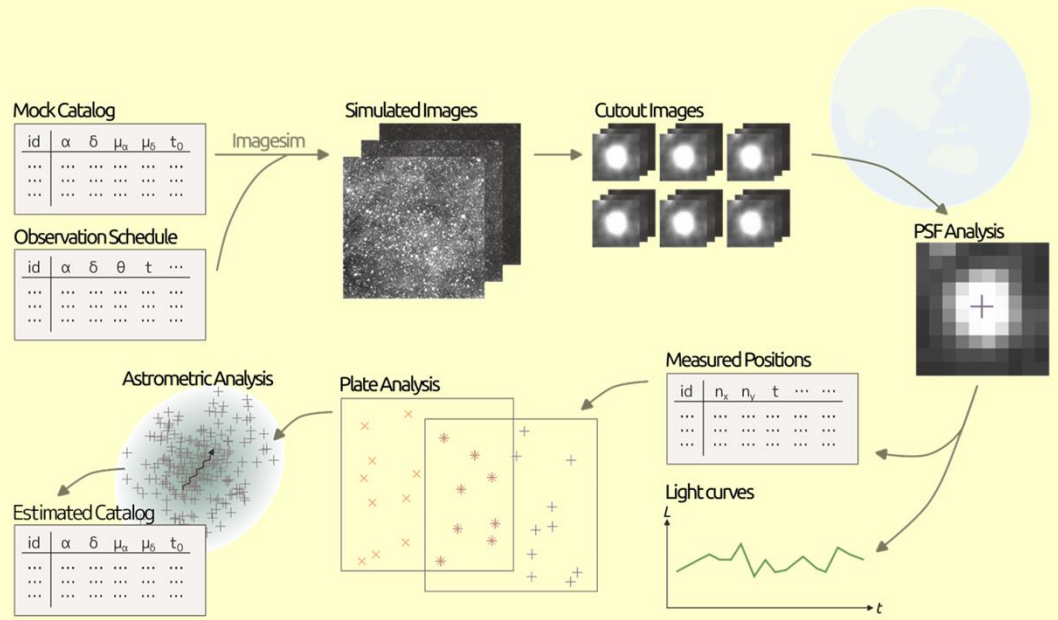 Mock Catalog
id α δ μα μδ t0
... ... ... ... ... ...
... ... ... ... ... ...
... ... ... ... ... ...
Imagesim
Observation Schedule
id α δ θ t ...
... ... ... ... ... ...
... ... ... ... ... ...
... ... ... ... ... ...
Simulated Images
Cutout Images
PSF Analysis
Measured Positions
id nx ny t ... ...
... ... ... ... ... ...
... ... ... ... ... ...
... ... ... ... ... ...
Light curves
L
t
Plate Analysis
Astrometric Analysis
Estimated Catalog
id α δ μα μδ t0
... ... ... ... ... ...
... ... ... ... ... ...
... ... ... ... ... ...